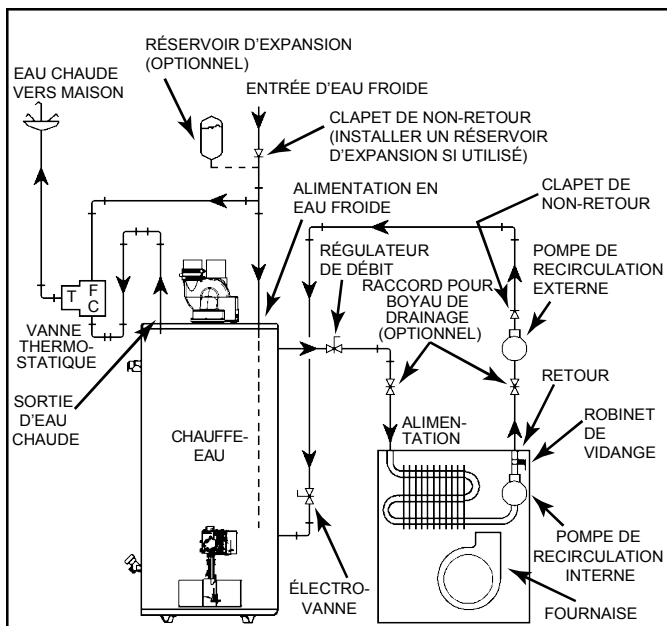 RÉSERVOIR D'EXPANSION
(OPTIONNEL)
EAU CHAUDE
VERS MAISON
ENTRÉE D'EAU FROIDE
CLAPET DE NON-RETOUR
(INSTALLER UN RÉSERVOIR
D'EXPANSION SI UTILISÉ)
ALIMENTATION EN
EAU FROIDE
CLAPET DE
NON-RETOUR
RÉGULATEUR
DE DÉBIT
POMPE DE
RECIRCULATION
EXTERNE
RACCORD POUR
BOYAU DE
DRAINAGE
(OPTIONNEL)
T
F
C
VANNE
THERMO-
STATIQUE
RETOUR
SORTIE
D'EAU
CHAUDE
CHAUFFE-
EAU
ALIMEN-
TATION
ROBINET
DE
VIDANGE
POMPE DE
RECIRCULATION
INTERNE
ÉLECTRO-
VANNE
FOURNAISE